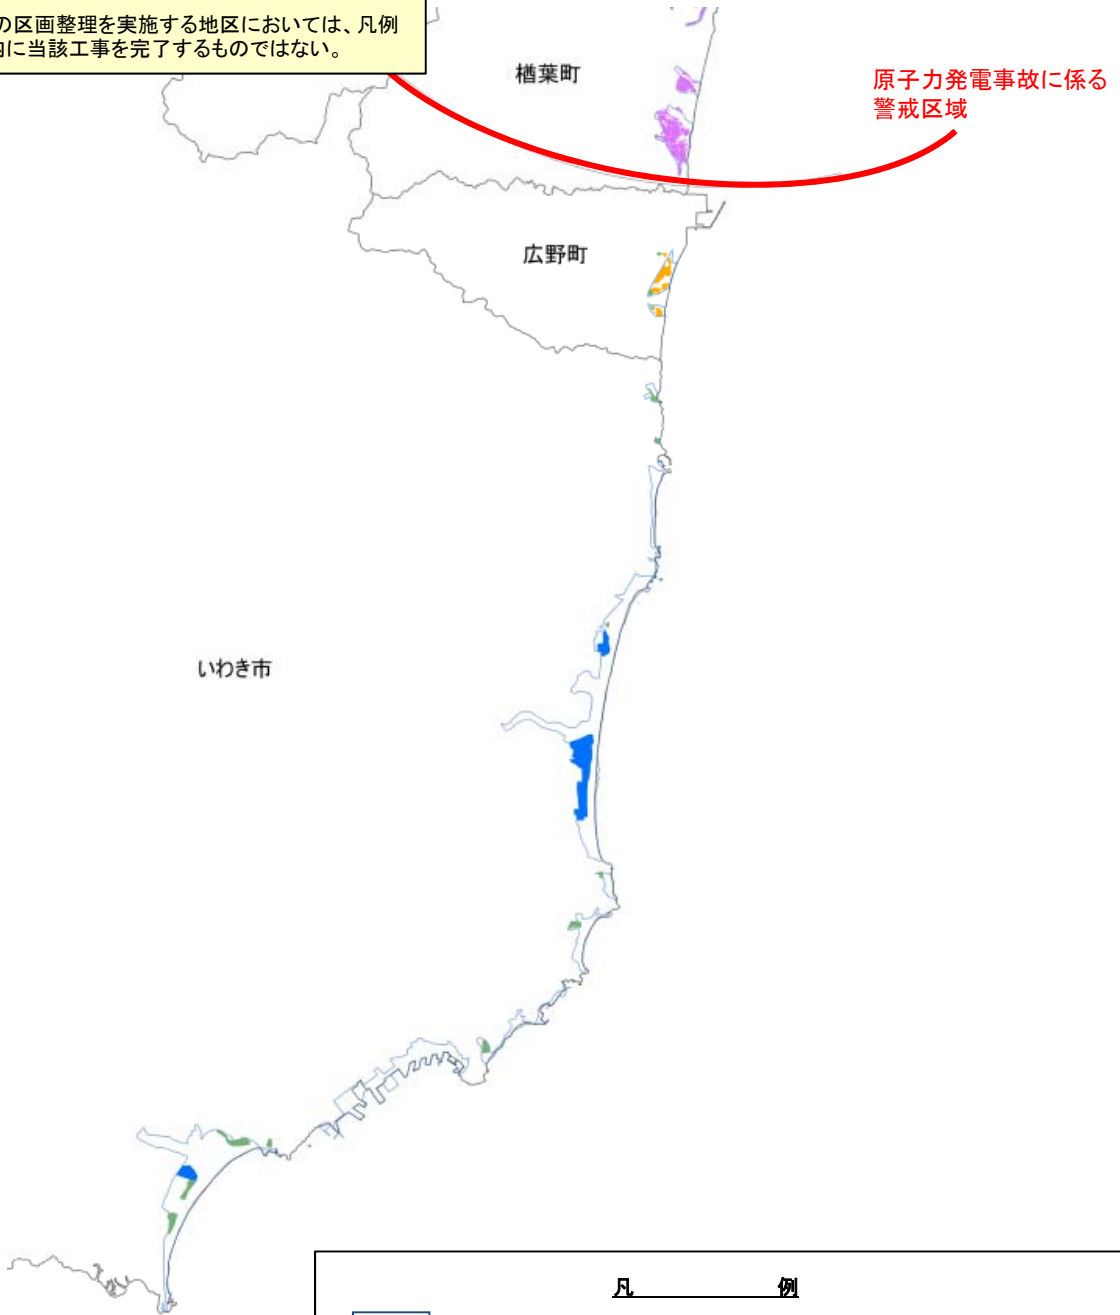 の区画整理を実施する地区においては、凡例
内に当該工事を完了するものではない。
楢葉町
原子力発電事故に係る
警戒区域
広野町
いわき市
凡 例